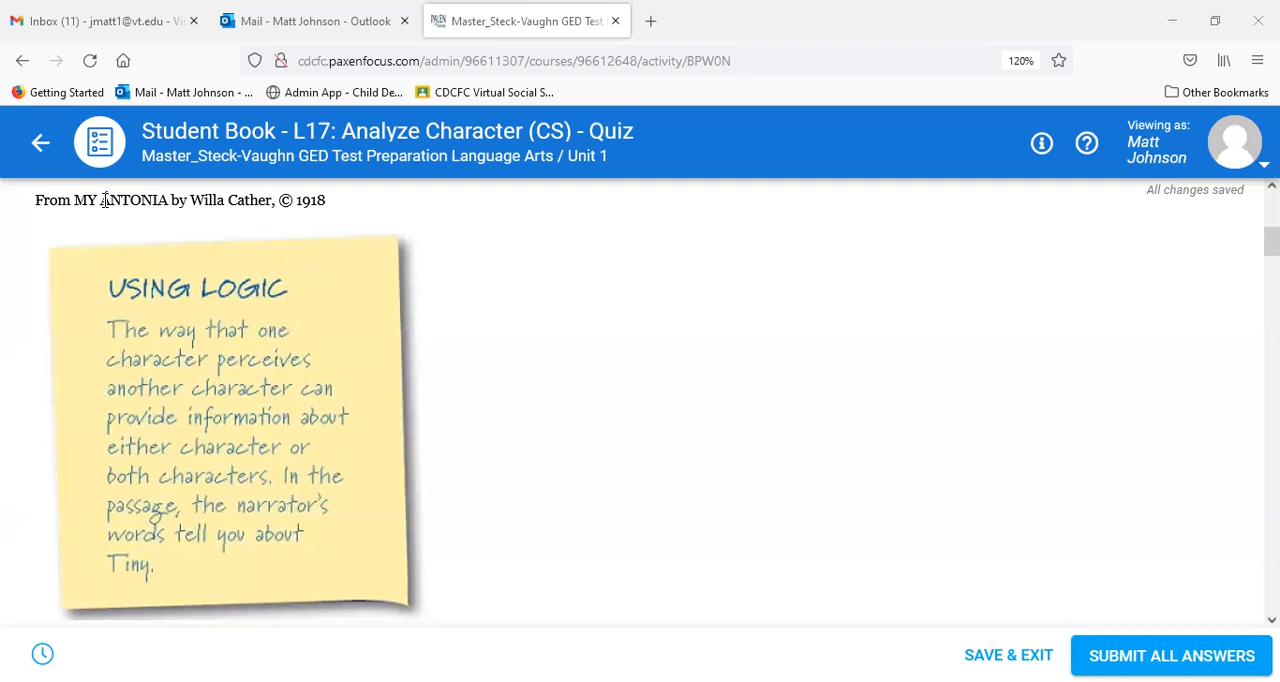 Inbox (11) - jmatt1@vt.edu - Vir
Mail - Matt Johnson - Outlook
Master_Steck-Vaughn GED Test
cdcfc.paxenfocus.com/admin/96611307/courses/96612648/activity/BPW0N
120%
Getting Started
Mail - Matt Johnson - ...
Admin App - Child De...
CDCFC Virtual Social S...
Other Bookmarks
Student Book - L17: Analyze Character (CS) - Quiz
Master_Steck-Vaughn GED Test Preparation Language Arts / Unit 1
Viewing as:
Matt
Johnson
All changes saved
From MY ANTONIA by Willa Cather, © 1918
USING LOGIC
The way that one
character perceives
another character can
provide information about
either character or
both characters. In the
passage, the narrator's
words tell you about
Tiny.
SAVE & EXIT
SUBMIT ALL ANSWERS